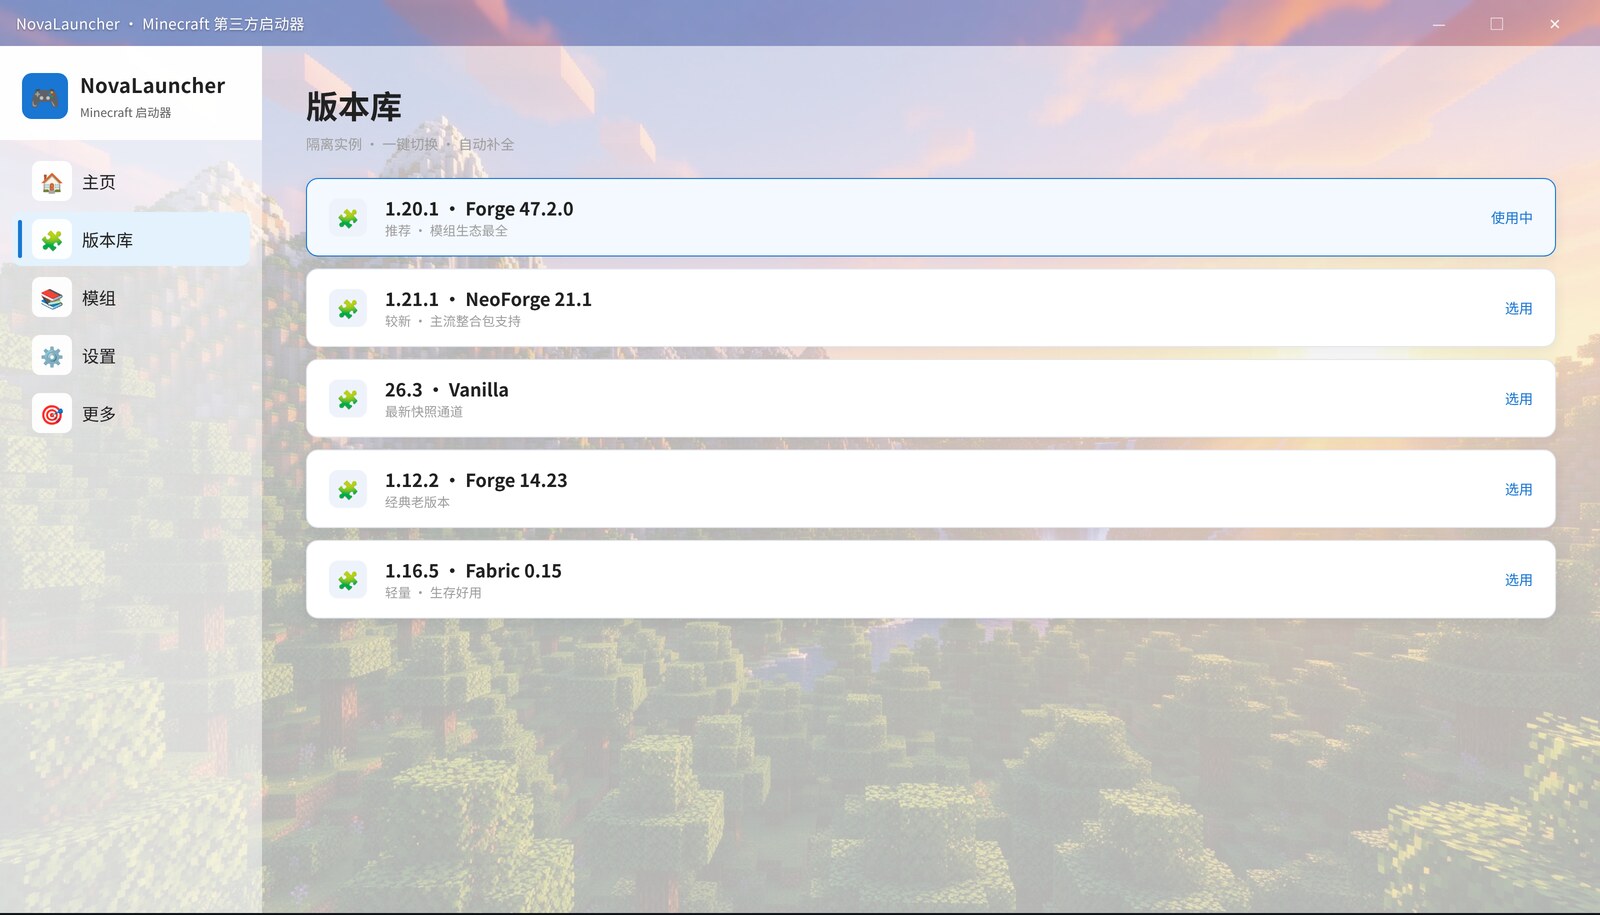 NovaLauncher • Minecraft 第三方启动器
NovaLauncher
Minecraft 启动器
主页
版本库
模组
设置
更多
版本库
隔离实例 • 一键切换 • 自动补全
1.20.1 • Forge 47.2.0
推荐 • 模组生态最全
使用中
1.21.1 • NeoForge 21.1
较新 • 主流整合包支持
选用
26.3 • Vanilla
最新快照通道
选用
1.12.2 • Forge 14.23
经典老版本
选用
1.16.5 • Fabric 0.15
轻量 • 生存好用
选用